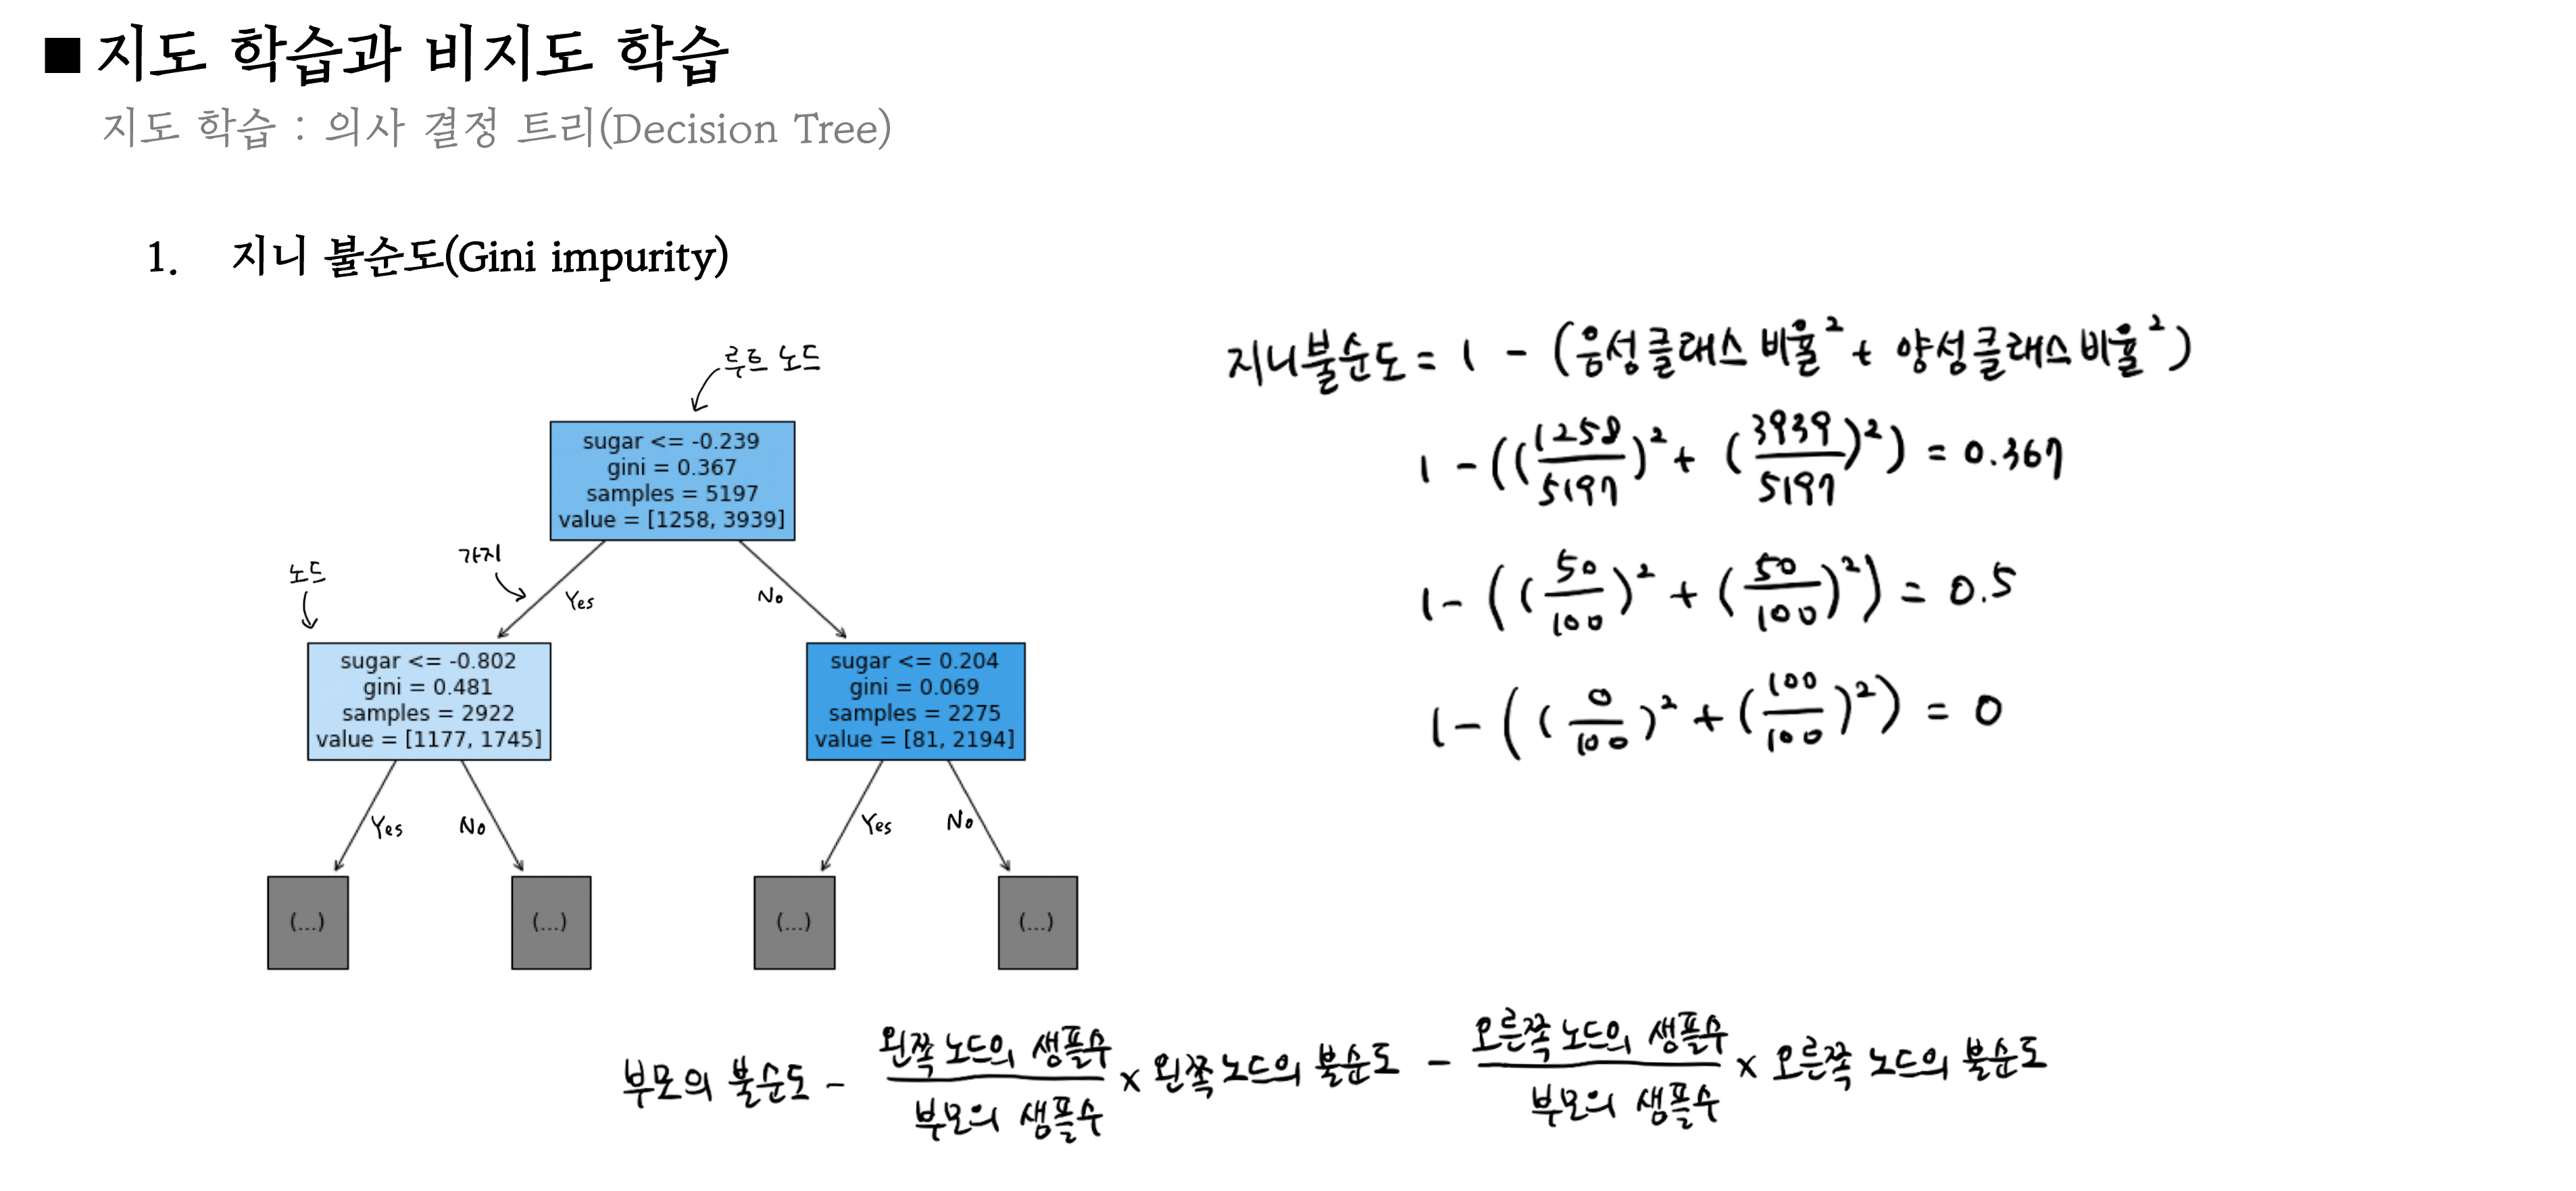 ■ 지도 학습과 비지도 학습
지도 학습 : 의사 결정 트리(Decision Tree)
1. 지니 불순도(Gini impurity)
루트 노드
sugar <= -0.239
gini = 0.367
samples = 5197
value = [1258, 3939]
노드
가지
Yes
No
sugar <= -0.802
gini = 0.481
samples = 2922
value = [1177, 1745]
sugar <= 0.204
gini = 0.069
samples = 2275
value = [81, 2194]
Yes
No
Yes
No
(...)
(...)
(...)
(...)
지니불순도 = 1 - (음성클래스 비율² + 양성클래스 비율²)
1 - ((1258/5197)² + (3939/5197)²) = 0.367
1 - ((50/100)² + (50/100)²) = 0.5
1 - ((0/100)² + (100/100)²) = 0
부모의 불순도 - 왼쪽 노드의 샘플수/부모의 샘플수 x 왼쪽 노드의 불순도 - 오른쪽 노드의 샘플수/부모의 샘플수 x 오른쪽 노드의 불순도